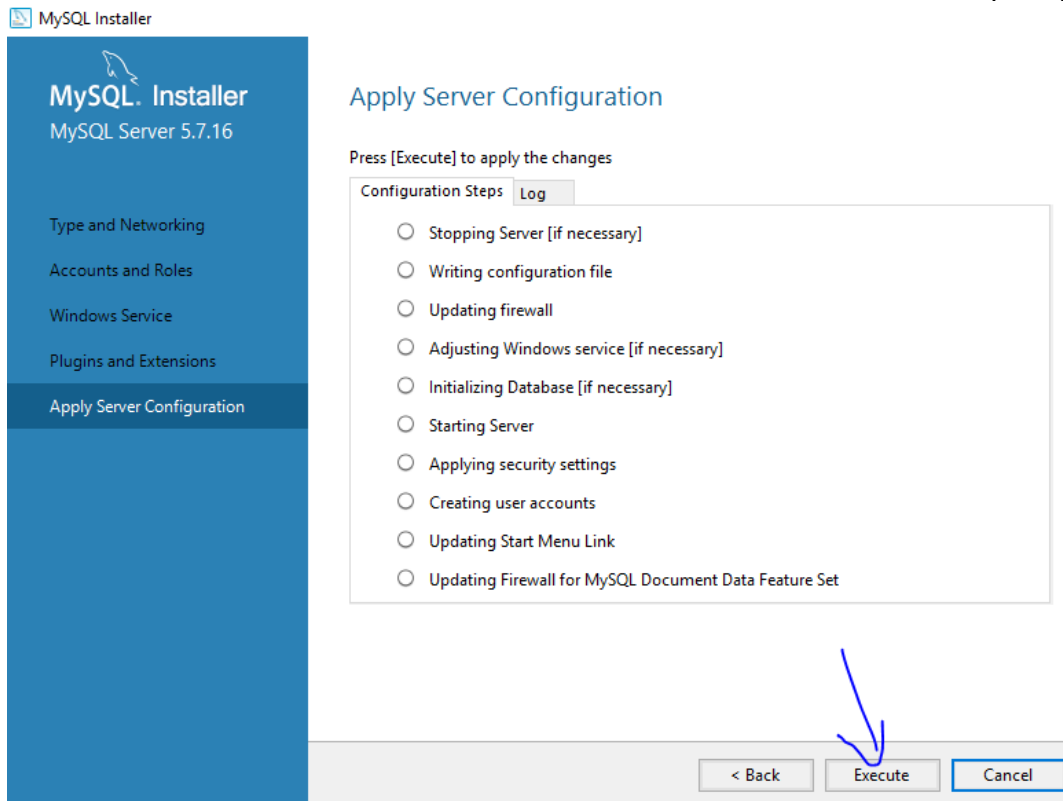 MySQL Installer
MySQL. Installer
MySQL Server 5.7.16
Type and Networking
Accounts and Roles
Windows Service
Plugins and Extensions
Apply Server Configuration
Apply Server Configuration
Press [Execute] to apply the changes
Configuration Steps Log
Stopping Server [if necessary]
Writing configuration file
Updating firewall
Adjusting Windows service [if necessary]
Initializing Database [if necessary]
Starting Server
Applying security settings
Creating user accounts
Updating Start Menu Link
Updating Firewall for MySQL Document Data Feature Set
< Back Execute Cancel